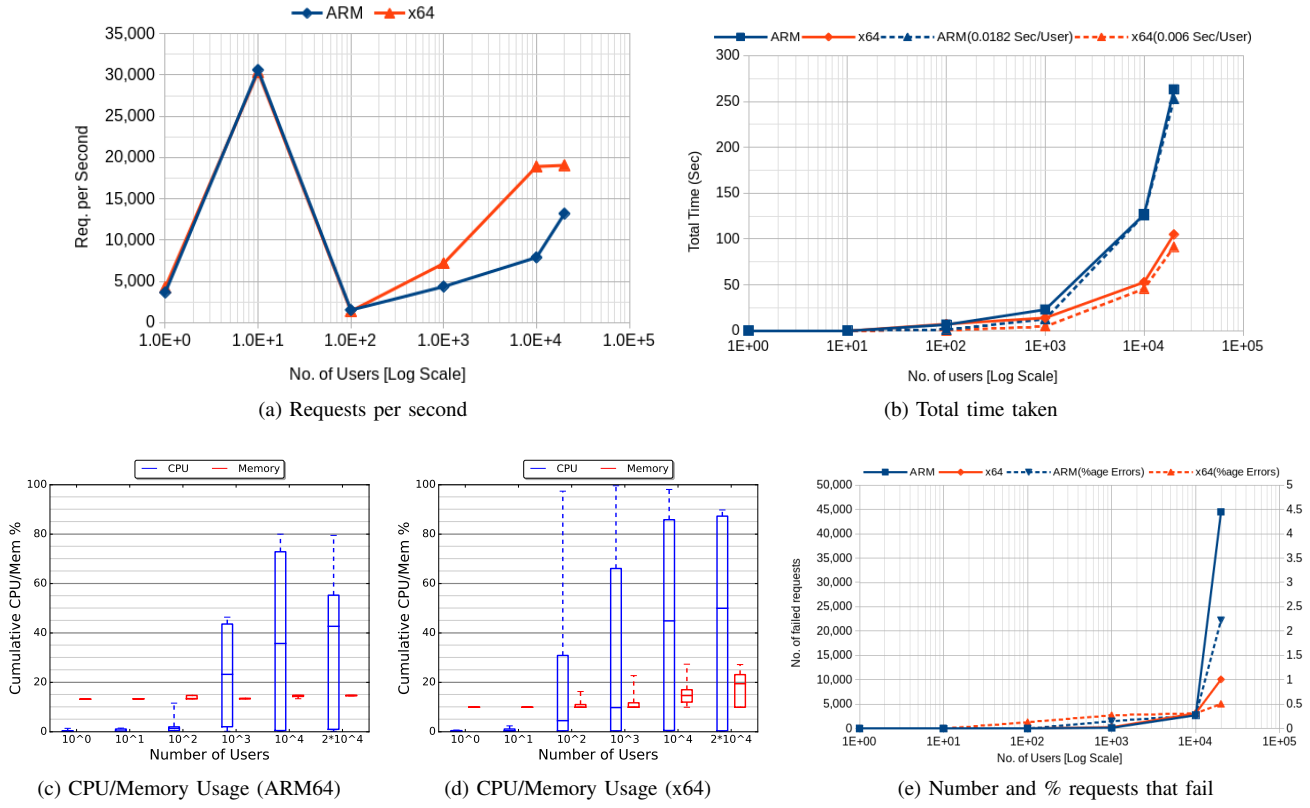 ARM x64
35,000
30,000
25,000
20,000
15,000
10,000
5,000
0
Req. per Second
1.0E+0 1.0E+1 1.0E+2 1.0E+3 1.0E+4 1.0E+5
No. of Users [Log Scale]
(a) Requests per second
ARM x64 ARM(0.0182 Sec/User) x64(0.006 Sec/User)
300
250
200
150
100
50
0
Total Time (Sec)
1E+00 1E+01 1E+02 1E+03 1E+04 1E+05
No. of users [Log Scale]
(b) Total time taken
CPU Memory
100
80
60
40
20
0
Cumulative CPU/Mem %
10^0 10^1 10^2 10^3 10^4 2*10^4
Number of Users
(c) CPU/Memory Usage (ARM64)
CPU Memory
100
80
60
40
20
0
Cumulative CPU/Mem %
10^0 10^1 10^2 10^3 10^4 2*10^4
Number of Users
(d) CPU/Memory Usage (x64)
ARM x64 ARM(%age Errors) x64(%age Errors)
50,000 5
45,000 4.5
40,000 4
35,000 3.5
30,000 3
25,000 2.5
20,000 2
15,000 1.5
10,000 1
5,000 0.5
0 0
No. of failed requests
1E+00 1E+01 1E+02 1E+03 1E+04 1E+05
No. of Users [Log Scale]
(e) Number and % requests that fail